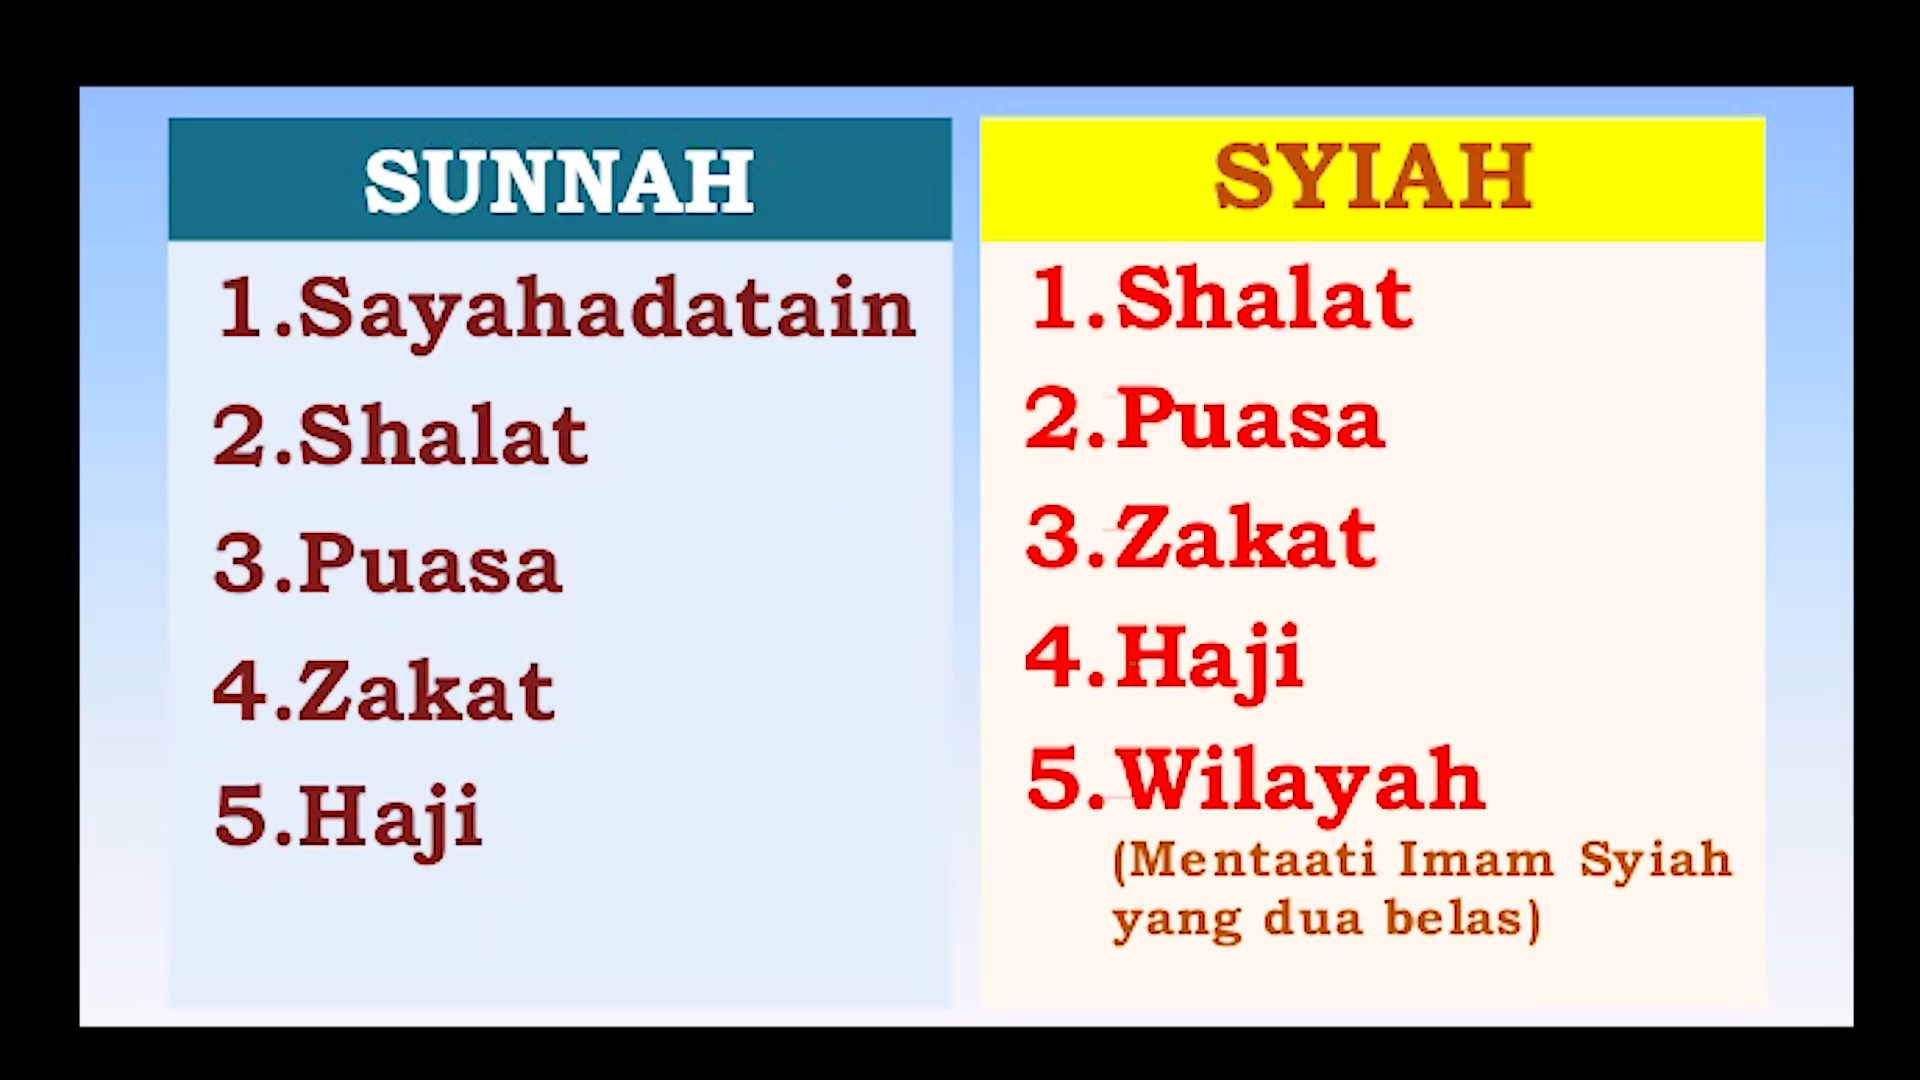 SUNNAH
1.Sayahadatain
2.Shalat
3.Puasa
4.Zakat
5.Haji
SYIAH
1.Shalat
2.Puasa
3.Zakat
4.Haji
5.Wilayah
(Mentaati Imam Syiah
yang dua belas)